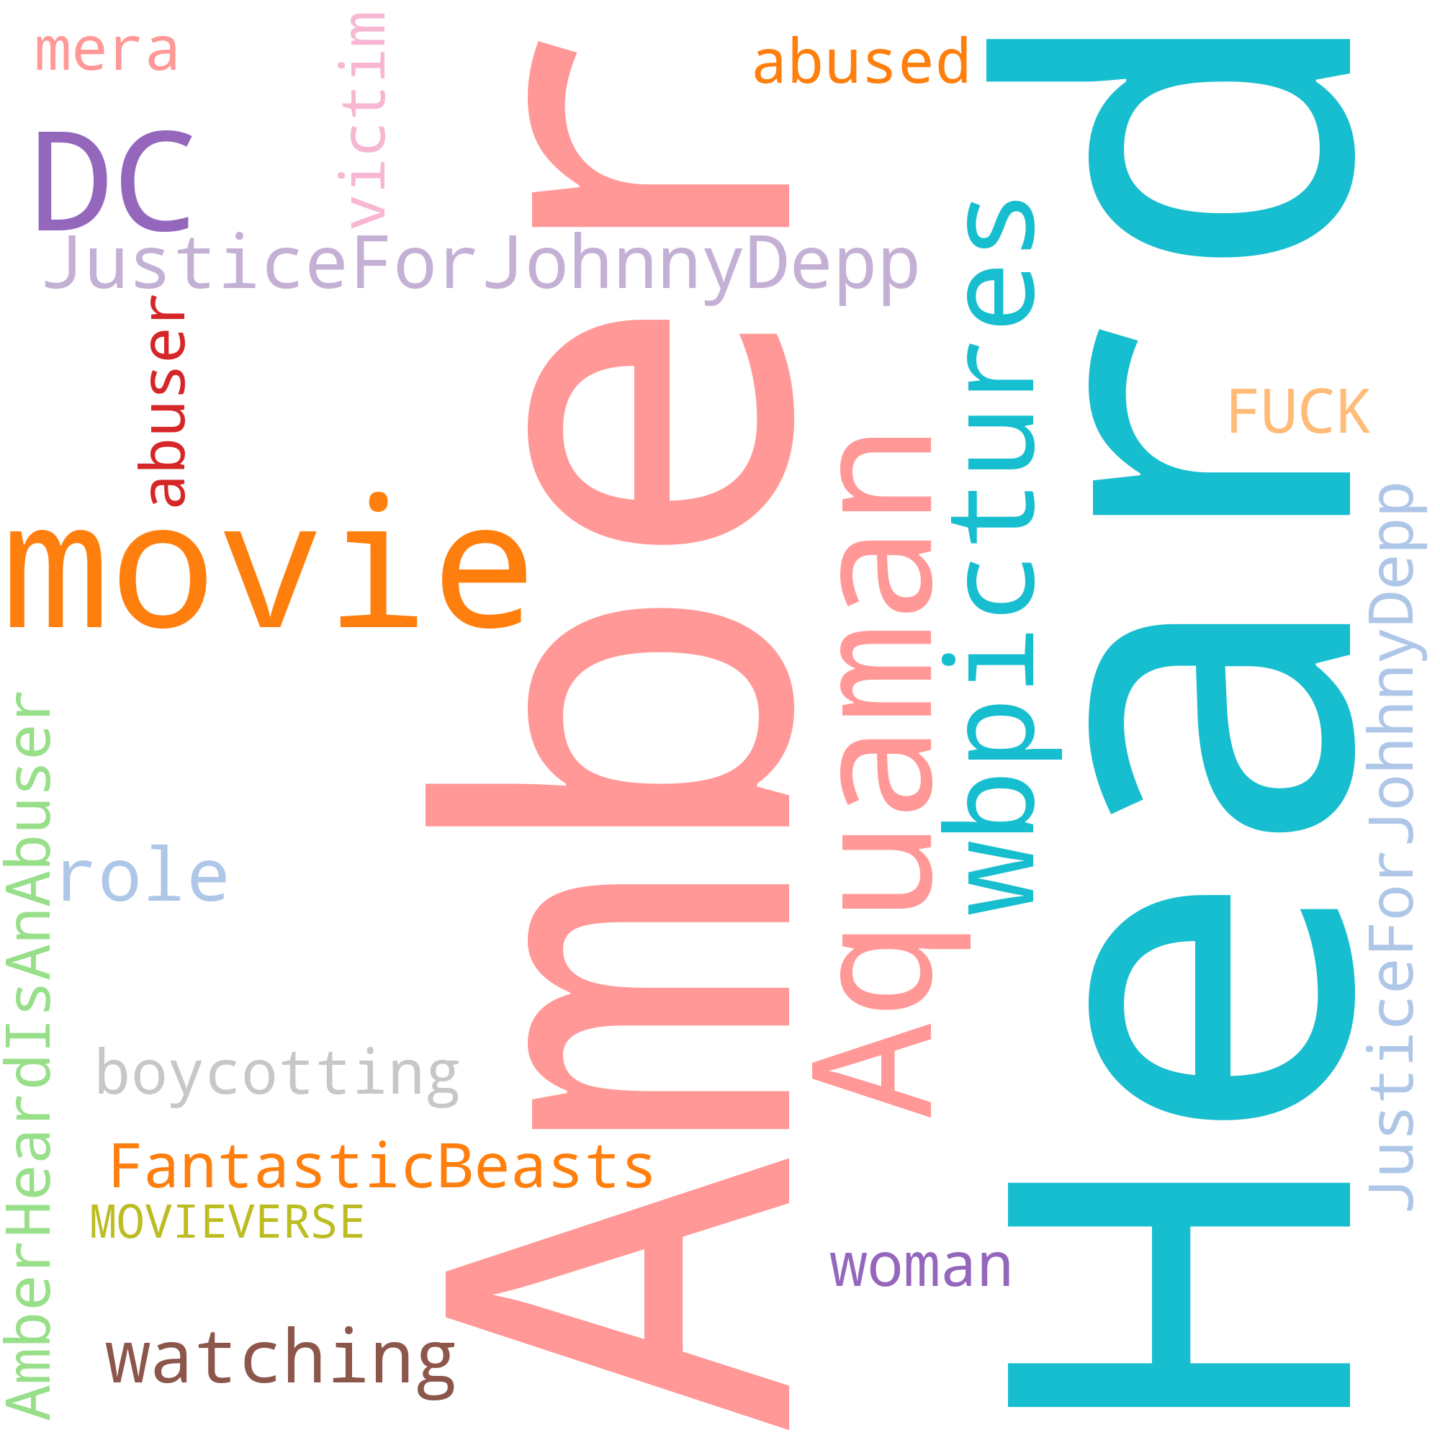 mera
victim
abused
DC
JusticeForJohnnyDepp
abuser
movie
Amber
Aquaman
wbpictures
Heard
FUCK
JusticeForJohhnyDepp
AmberHeardIsAnAbuser
role
boycotting
FantasticBeasts
MOVIEVERSE
woman
watching